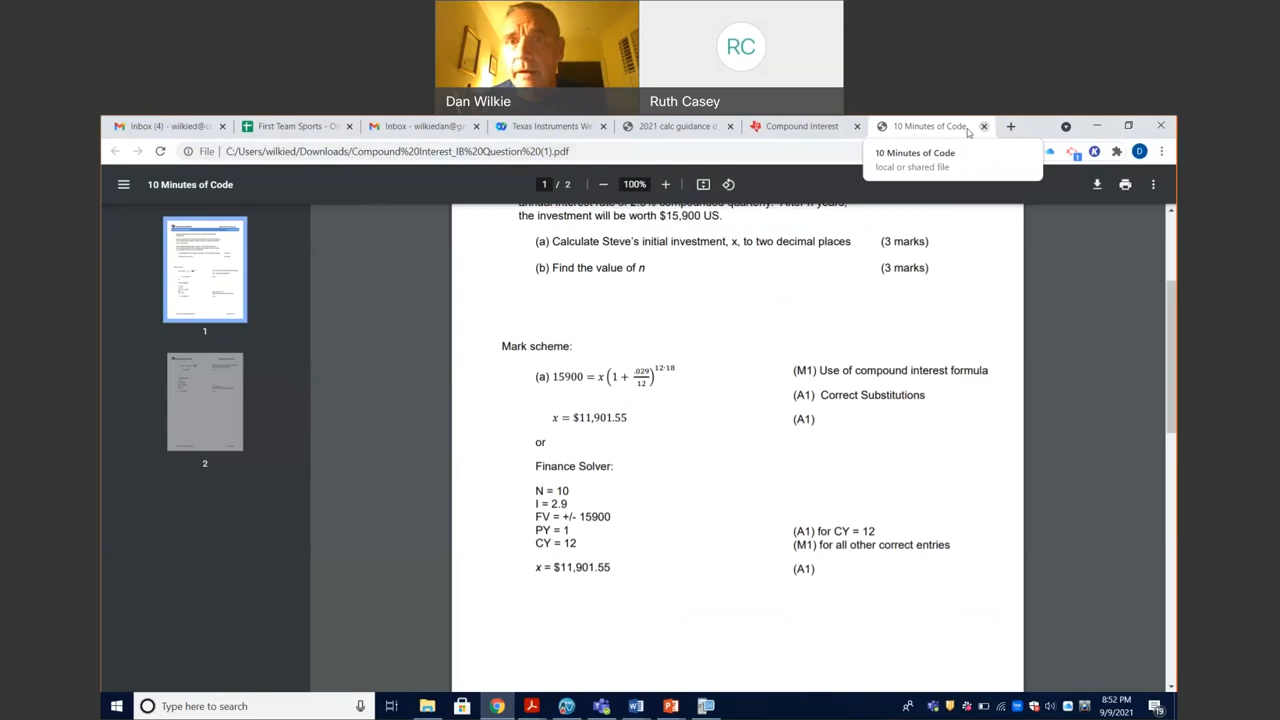 RC
Dan Wilkie
Ruth Casey
Inbox (4) - wilkied@c
First Team Sports - O
Inbox - wilkiedan@g
Texas Instruments We
2021 calc guidance d
Compound Interest
10 Minutes of Code
File
C:/Users/wilkied/Downloads/Compound%20Interest_IB%20Question%20(1).pdf
10 Minutes of Code
local or shared file
10 Minutes of Code
1 / 2
100%
the investment will be worth $15,900 US.
(a) Calculate Steve's initial investment, x, to two decimal places (3 marks)
(b) Find the value of n (3 marks)
Mark scheme:
(a) 15900 = x(1 + .029/12)^12·18 (M1) Use of compound interest formula
(A1) Correct Substitutions
x = $11,901.55 (A1)
or
Finance Solver:
N = 10
I = 2.9
FV = +/- 15900
PY = 1 (A1) for CY = 12
CY = 12 (M1) for all other correct entries
x = $11,901.55 (A1)
1
2
Type here to search
8:52 PM
9/9/2021
19